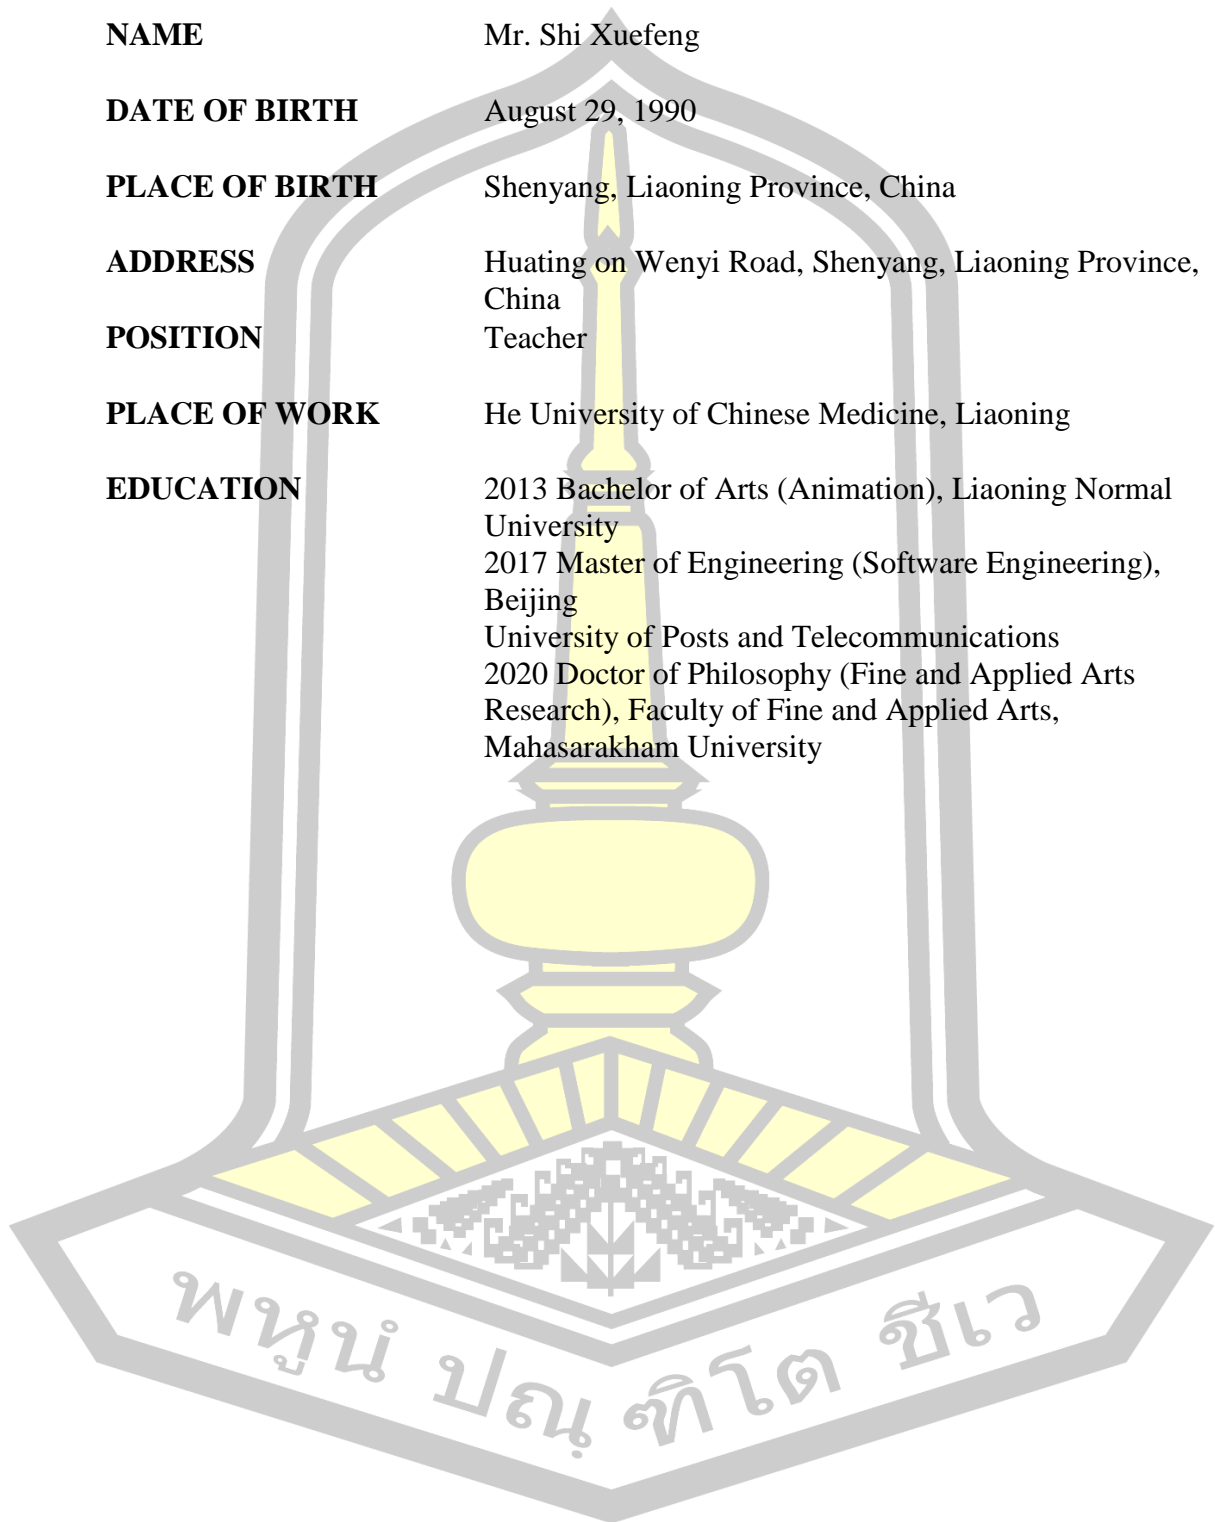 NAME Mr. Shi Xuefeng
DATE OF BIRTH August 29, 1990
PLACE OF BIRTH Shenyang, Liaoning Province, China
ADDRESS Huating on Wenyi Road, Shenyang, Liaoning Province,
China
POSITION Teacher
PLACE OF WORK He University of Chinese Medicine, Liaoning
EDUCATION 2013 Bachelor of Arts (Animation), Liaoning Normal
University
2017 Master of Engineering (Software Engineering),
Beijing
University of Posts and Telecommunications
2020 Doctor of Philosophy (Fine and Applied Arts
Research), Faculty of Fine and Applied Arts,
Mahasarakham University
พหูนํ ปณฺ ฑิโต ชีเว